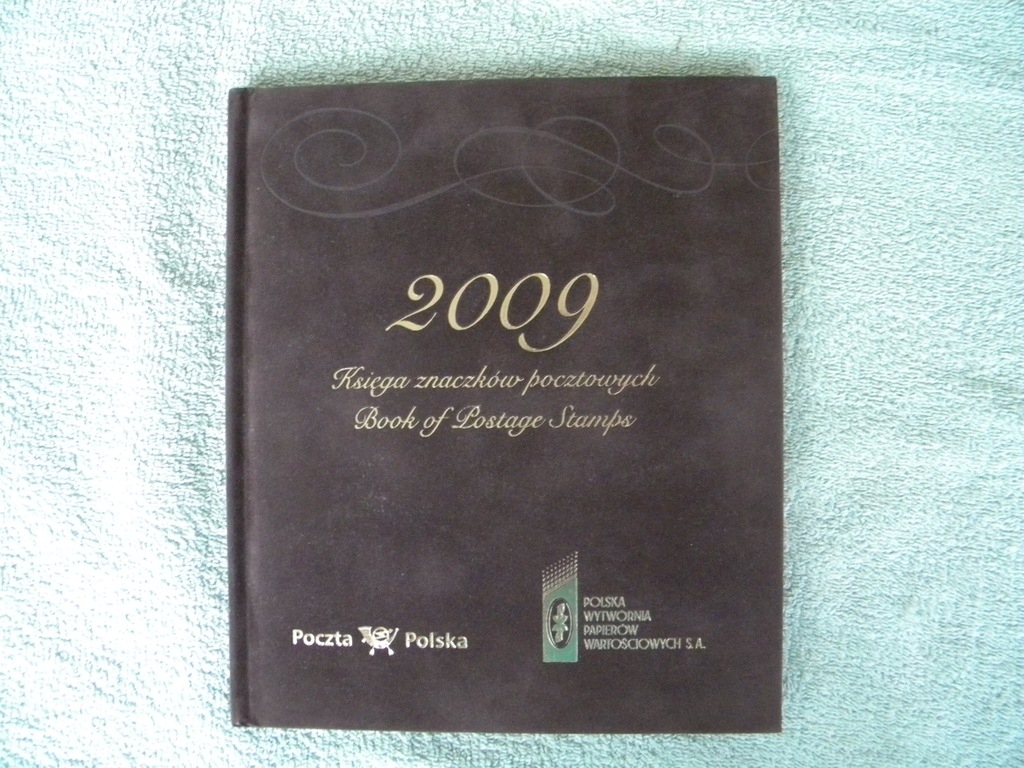 2009
Księga znaczków pocztowych
Book of Postage Stamps
Poczta Polska
POLSKA
WYTWÓRNIA
PAPIERÓW
WARTOŚCIOWYCH S.A.